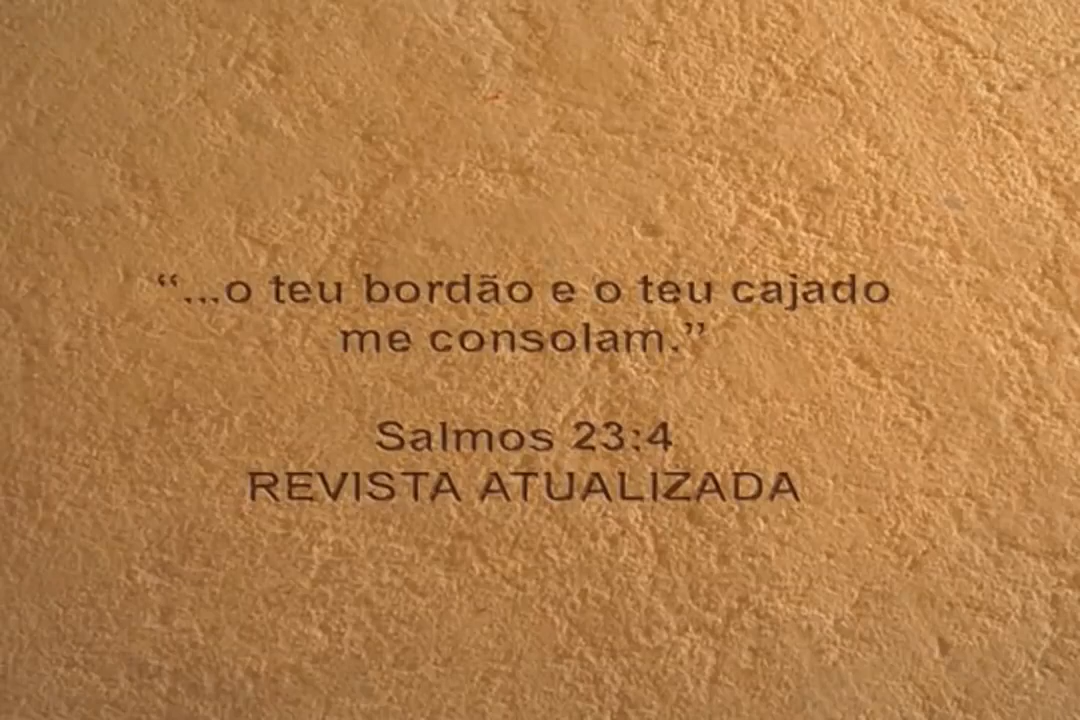 “...o teu bordão e o teu cajado
me consolam.”
Salmos 23:4
REVISTA ATUALIZADA